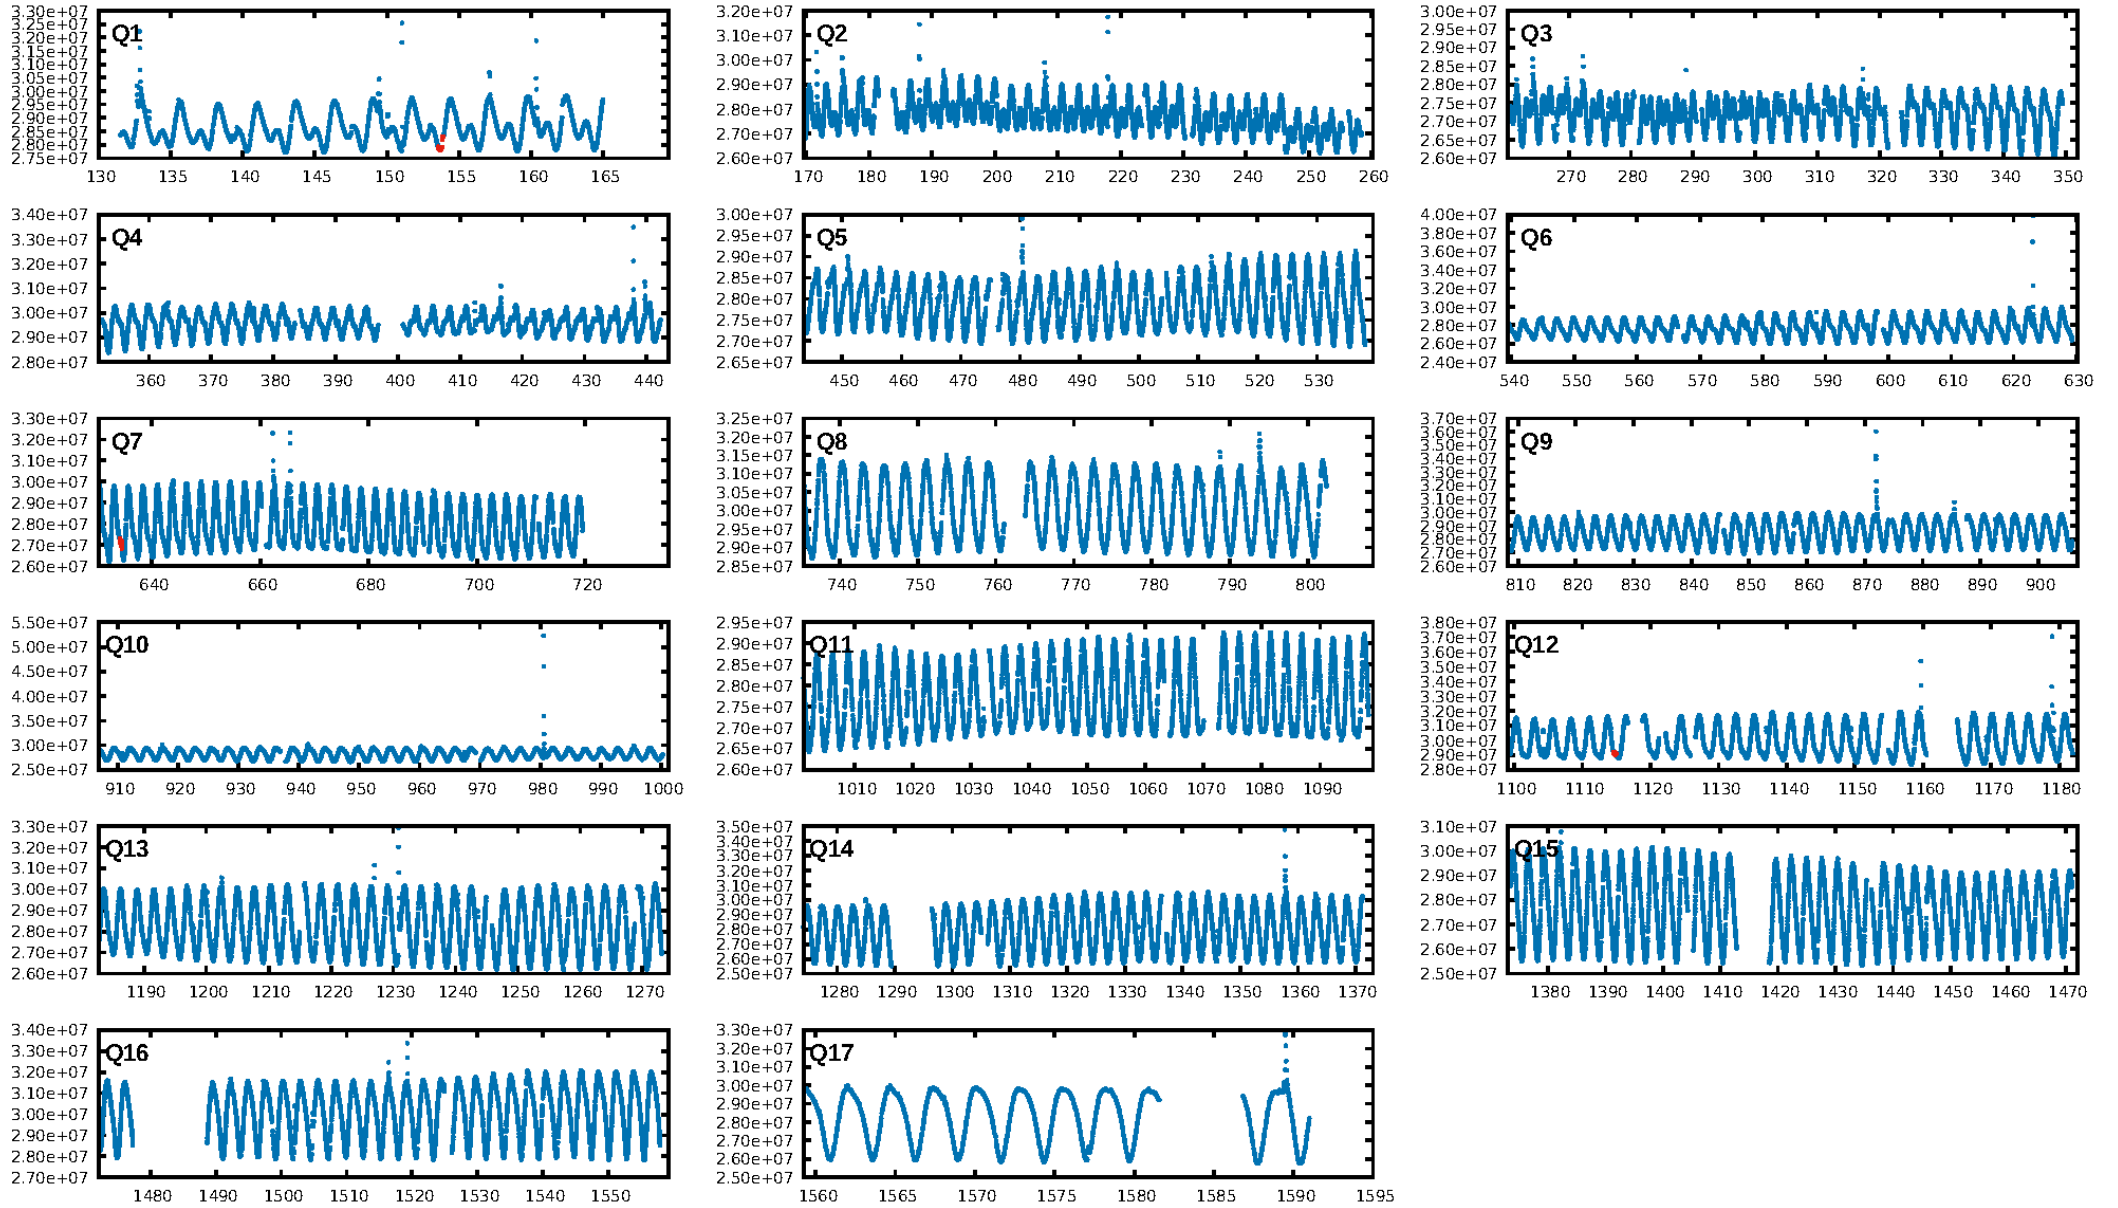 Q1
3.30e+07
3.25e+07
3.20e+07
3.15e+07
3.10e+07
3.05e+07
3.00e+07
2.95e+07
2.90e+07
2.85e+07
2.80e+07
2.75e+07
130 135 140 145 150 155 160 165
Q2
3.20e+07
3.10e+07
3.00e+07
2.90e+07
2.80e+07
2.70e+07
2.60e+07
170 180 190 200 210 220 230 240 250 260
Q3
3.00e+07
2.95e+07
2.90e+07
2.85e+07
2.80e+07
2.75e+07
2.70e+07
2.65e+07
2.60e+07
270 280 290 300 310 320 330 340 350
Q4
3.40e+07
3.30e+07
3.20e+07
3.10e+07
3.00e+07
2.90e+07
2.80e+07
360 370 380 390 400 410 420 430 440
Q5
3.00e+07
2.95e+07
2.90e+07
2.85e+07
2.80e+07
2.75e+07
2.70e+07
2.65e+07
450 460 470 480 490 500 510 520 530
Q6
4.00e+07
3.80e+07
3.60e+07
3.40e+07
3.20e+07
3.00e+07
2.80e+07
2.60e+07
2.40e+07
540 550 560 570 580 590 600 610 620 630
Q7
3.30e+07
3.20e+07
3.10e+07
3.00e+07
2.90e+07
2.80e+07
2.70e+07
2.60e+07
640 660 680 700 720
Q8
3.25e+07
3.20e+07
3.15e+07
3.10e+07
3.05e+07
3.00e+07
2.95e+07
2.90e+07
2.85e+07
740 750 760 770 780 790 800
Q9
3.70e+07
3.60e+07
3.50e+07
3.40e+07
3.30e+07
3.20e+07
3.10e+07
3.00e+07
2.90e+07
2.80e+07
2.70e+07
2.60e+07
810 820 830 840 850 860 870 880 890 900
Q10
5.50e+07
5.00e+07
4.50e+07
4.00e+07
3.50e+07
3.00e+07
2.50e+07
910 920 930 940 950 960 970 980 990 1000
Q11
2.95e+07
2.90e+07
2.85e+07
2.80e+07
2.75e+07
2.70e+07
2.65e+07
2.60e+07
1010 1020 1030 1040 1050 1060 1070 1080 1090
Q12
3.80e+07
3.70e+07
3.60e+07
3.50e+07
3.40e+07
3.30e+07
3.20e+07
3.10e+07
3.00e+07
2.90e+07
2.80e+07
1100 1110 1120 1130 1140 1150 1160 1170 1180
Q13
3.30e+07
3.20e+07
3.10e+07
3.00e+07
2.90e+07
2.80e+07
2.70e+07
2.60e+07
1190 1200 1210 1220 1230 1240 1250 1260 1270
Q14
3.50e+07
3.40e+07
3.30e+07
3.20e+07
3.10e+07
3.00e+07
2.90e+07
2.80e+07
2.70e+07
2.60e+07
2.50e+07
1280 1290 1300 1310 1320 1330 1340 1350 1360 1370
Q15
3.10e+07
3.00e+07
2.90e+07
2.80e+07
2.70e+07
2.60e+07
2.50e+07
1380 1390 1400 1410 1420 1430 1440 1450 1460 1470
Q16
3.40e+07
3.30e+07
3.20e+07
3.10e+07
3.00e+07
2.90e+07
2.80e+07
2.70e+07
1480 1490 1500 1510 1520 1530 1540 1550
Q17
3.30e+07
3.20e+07
3.10e+07
3.00e+07
2.90e+07
2.80e+07
2.70e+07
2.60e+07
2.50e+07
1560 1565 1570 1575 1580 1585 1590 1595